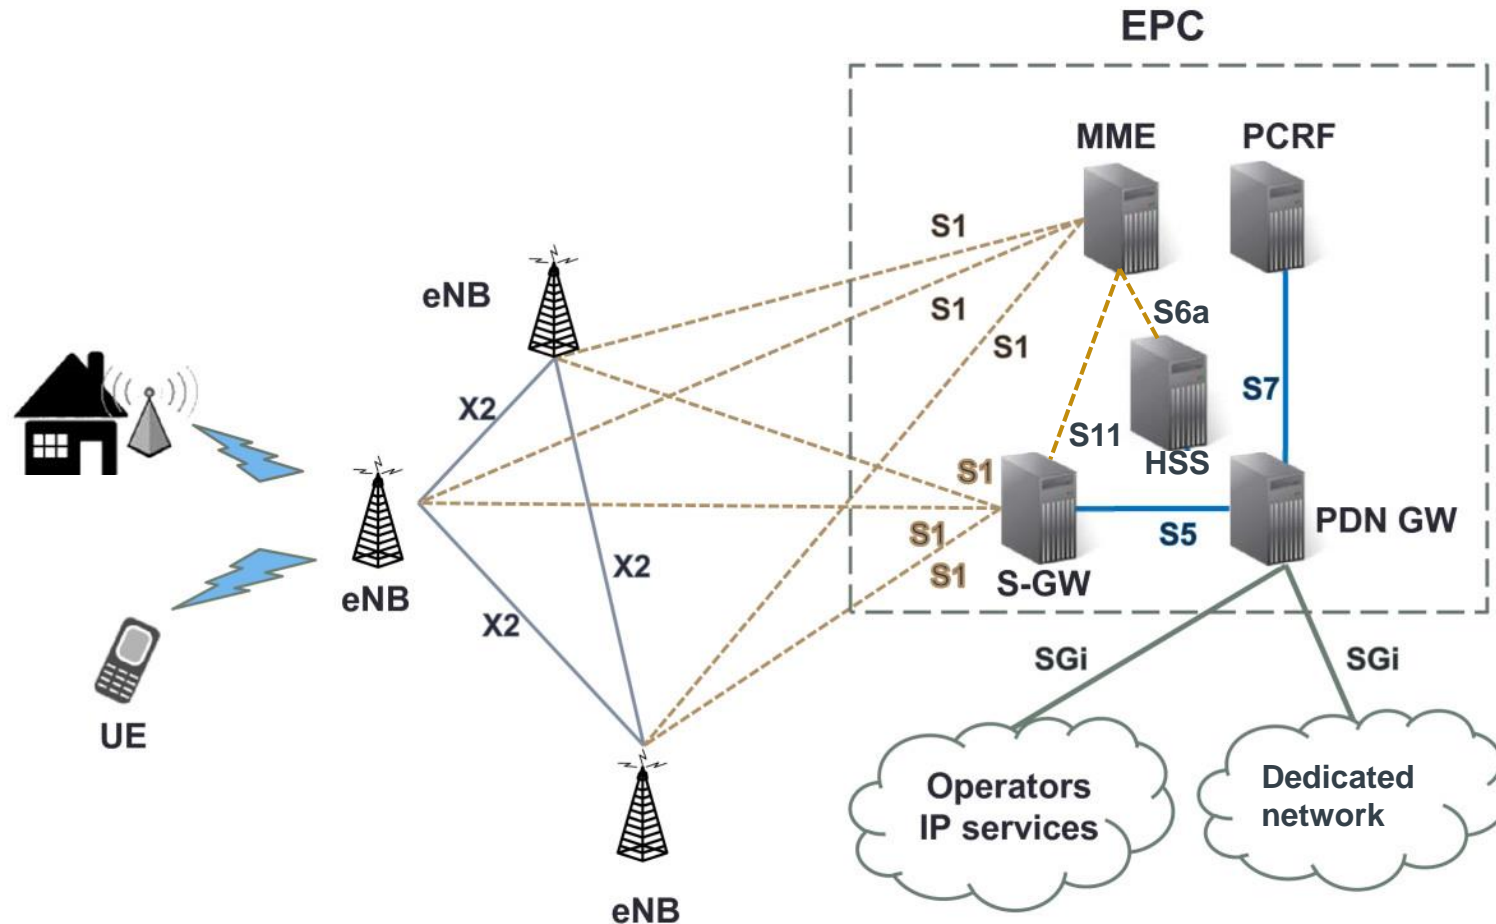 EPC
MME
PCRF
S1
eNB
S1
S6a
S1
X2
S7
S11
HSS
S1
PDN GW
S1
S5
X2
S1
S-GW
eNB
X2
SGi
SGi
UE
Operators
IP services
Dedicated
network
eNB